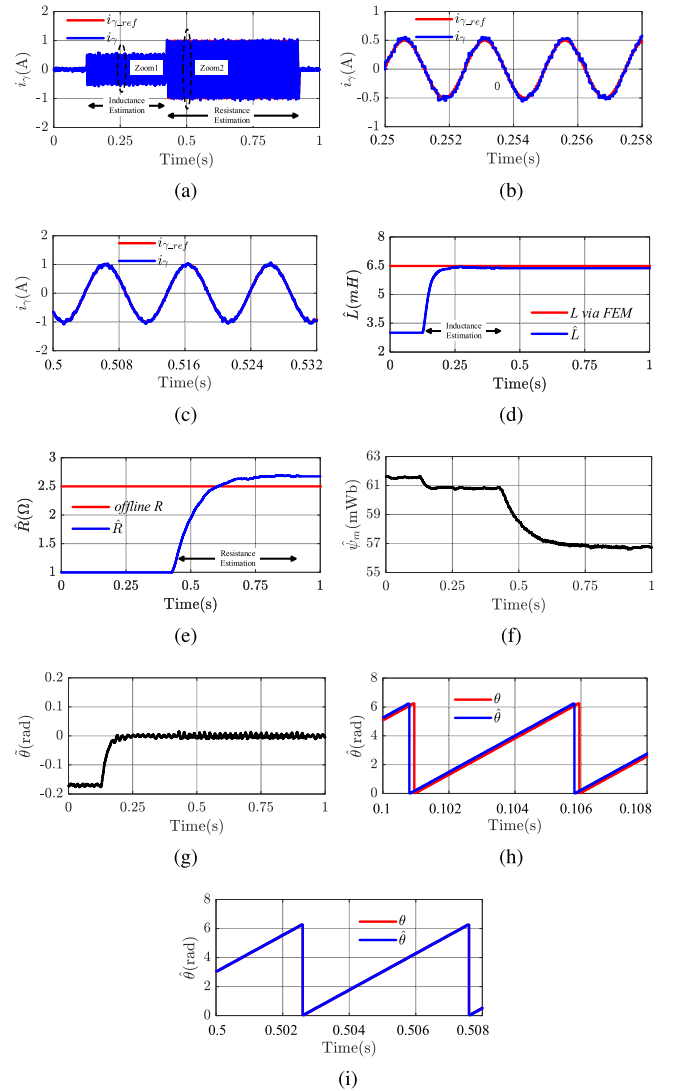 2
1
0
-1
-2
iγ(A)
iγ_ref
iγ
Zoom1
Zoom2
Inductance
Estimation
Resistance
Estimation
0 0.25 0.5 0.75 1
Time(s)
(a)
1
0.5
0
-0.5
-1
iγ(A)
iγ_ref
iγ
0
0.25 0.252 0.254 0.256 0.258
Time(s)
(b)
2
1
0
-1
-2
iγ(A)
iγ_ref
iγ
0.5 0.508 0.516 0.524 0.532
Time(s)
(c)
8
6.5
5
3.5
2
L̂(mH)
L via FEM
L̂
Inductance
Estimation
0 0.25 0.5 0.75 1
Time(s)
(d)
3
2.5
2
1.5
1
R̂(Ω)
offline R
R̂
Resistance
Estimation
0 0.25 0.5 0.75 1
Time(s)
(e)
63
61
59
57
55
ψ̂m(mWb)
0 0.25 0.5 0.75 1
Time(s)
(f)
0.2
0.1
0
-0.1
-0.2
θ̃(rad)
0 0.25 0.5 0.75 1
Time(s)
(g)
8
6
4
2
0
θ̂(rad)
θ
θ̂
0.1 0.102 0.104 0.106 0.108
Time(s)
(h)
8
6
4
2
0
θ̂(rad)
θ
θ̂
0.5 0.502 0.504 0.506 0.508
Time(s)
(i)